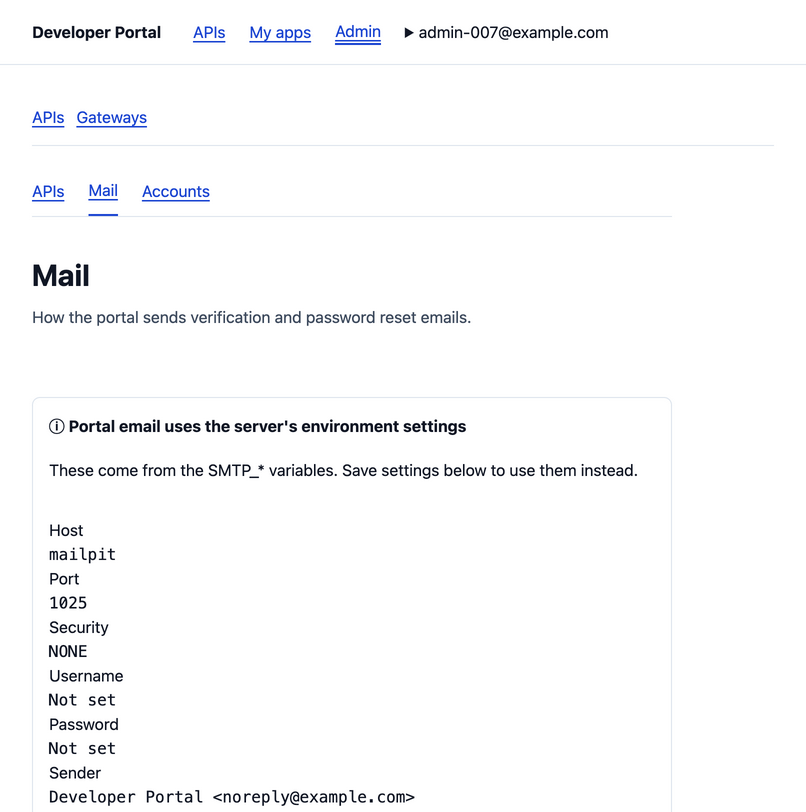 Developer Portal APIs My apps Admin ▶ admin-007@example.com
APIs Gateways
APIs Mail Accounts
Mail
How the portal sends verification and password reset emails.
ⓘ Portal email uses the server's environment settings
These come from the SMTP_* variables. Save settings below to use them instead.
Host
mailpit
Port
1025
Security
NONE
Username
Not set
Password
Not set
Sender
Developer Portal <noreply@example.com>